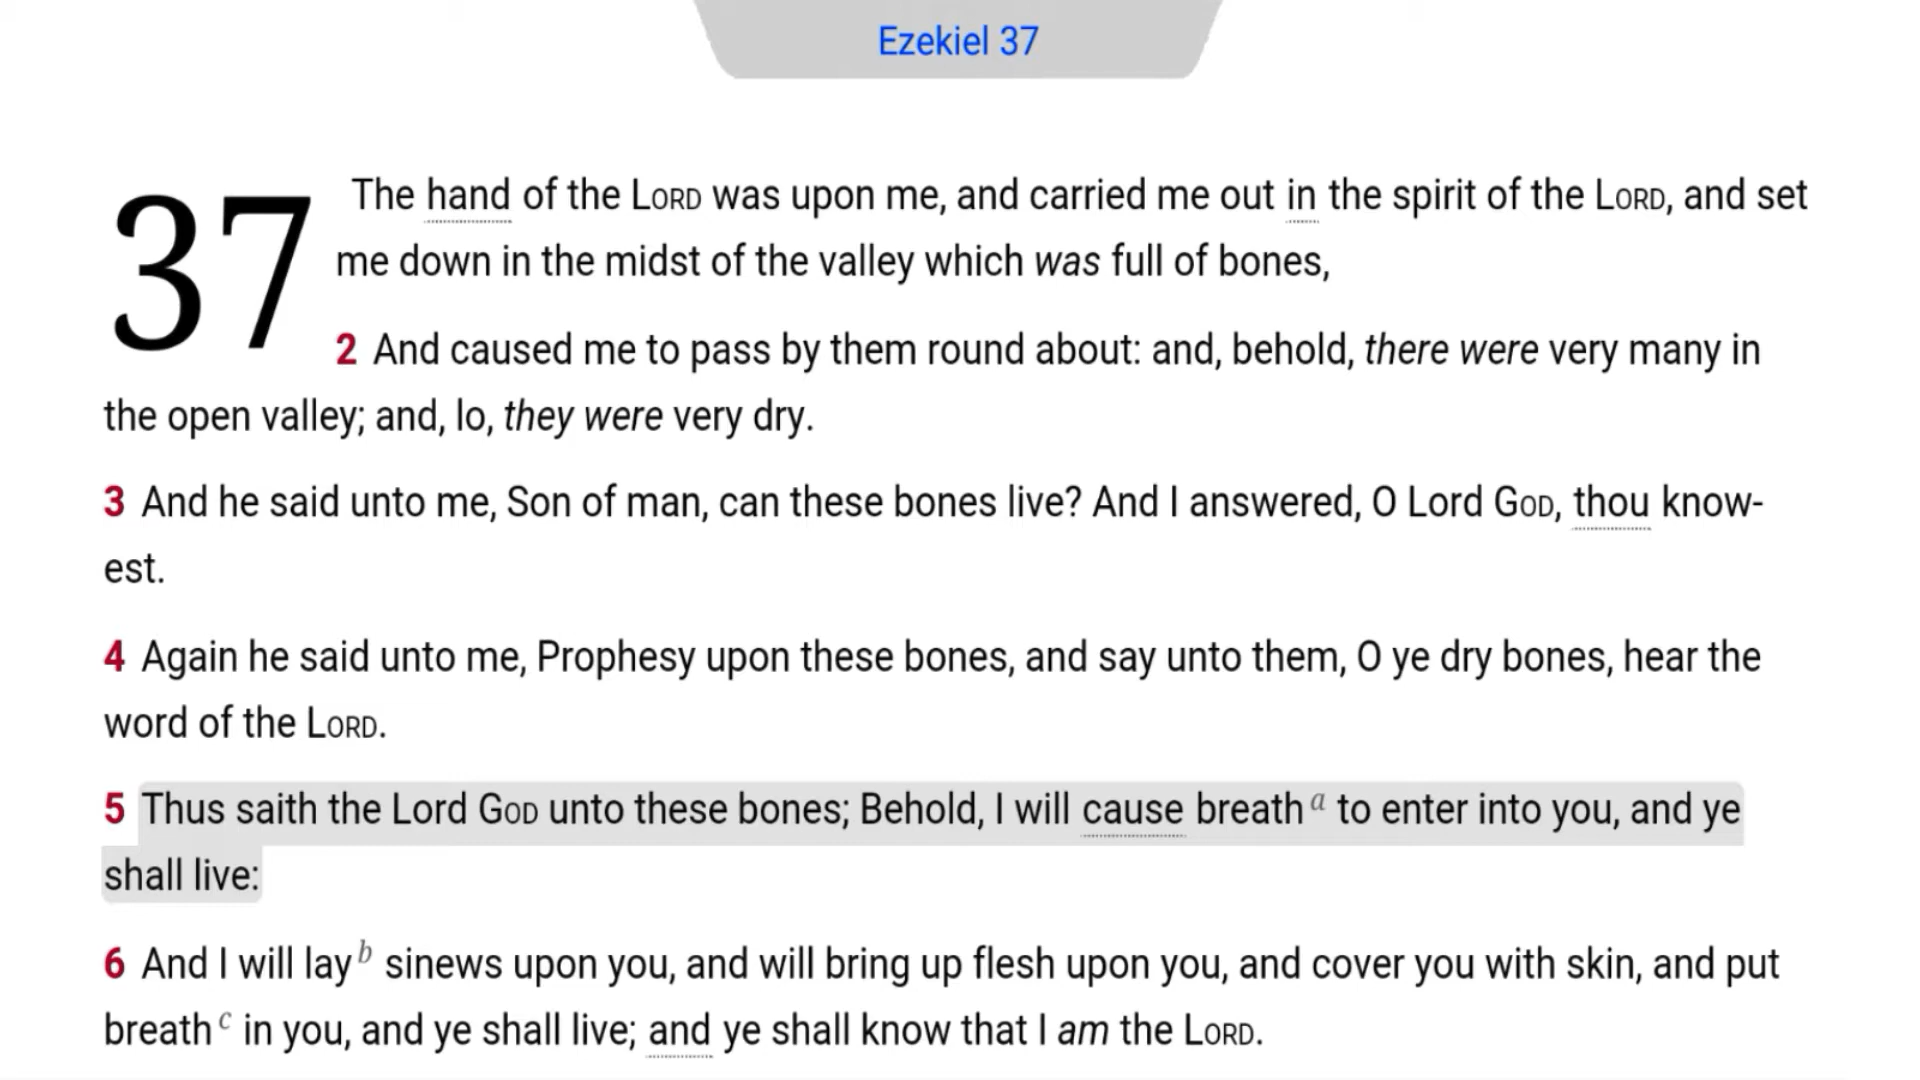 Ezekiel 37
37 The hand of the LORD was upon me, and carried me out in the spirit of the LORD, and set
me down in the midst of the valley which was full of bones,
2 And caused me to pass by them round about: and, behold, there were very many in
the open valley; and, lo, they were very dry.
3 And he said unto me, Son of man, can these bones live? And I answered, O Lord GOD, thou know-
est.
4 Again he said unto me, Prophesy upon these bones, and say unto them, O ye dry bones, hear the
word of the LORD.
5 Thus saith the Lord GOD unto these bones; Behold, I will cause breath a to enter into you, and ye
shall live:
6 And I will lay b sinews upon you, and will bring up flesh upon you, and cover you with skin, and put
breath c in you, and ye shall live; and ye shall know that I am the LORD.